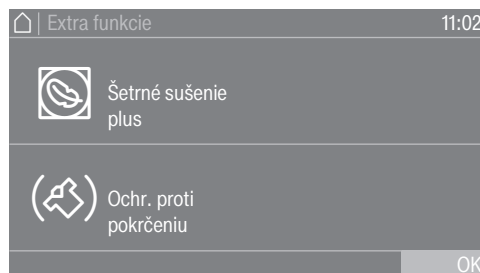 Extra funkcie 11:02
Šetrné sušenie
plus
Ochr. proti
pokrčeniu
OK